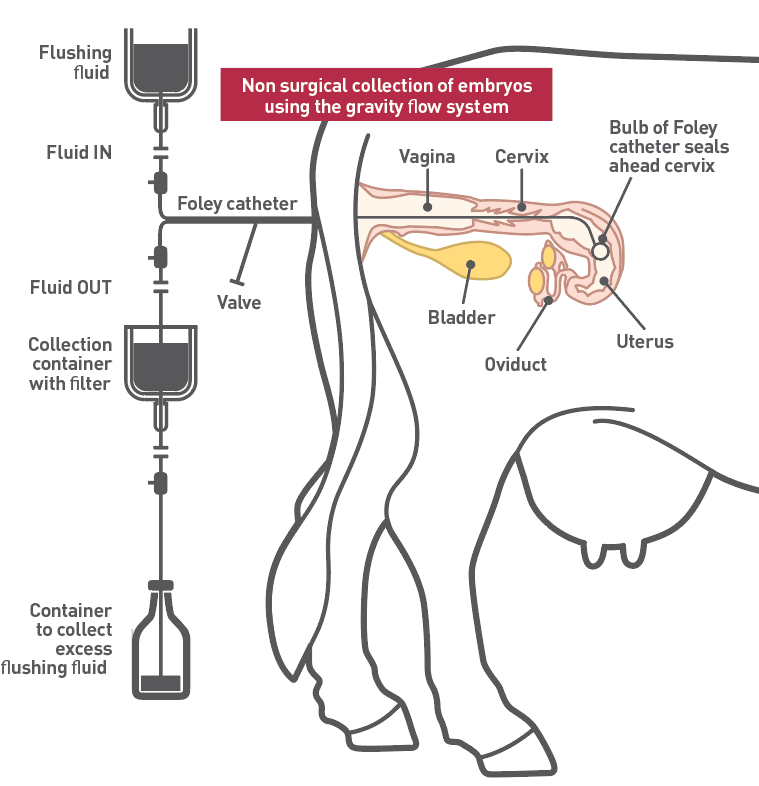 Flushing
fluid
Non surgical collection of embryos
using the gravity flow system
Fluid IN
Vagina
Cervix
Bulb of Foley
catheter seals
ahead cervix
Foley catheter
Fluid OUT
Valve
Bladder
Oviduct
Uterus
Collection
container
with filter
Container
to collect
excess
flushing fluid